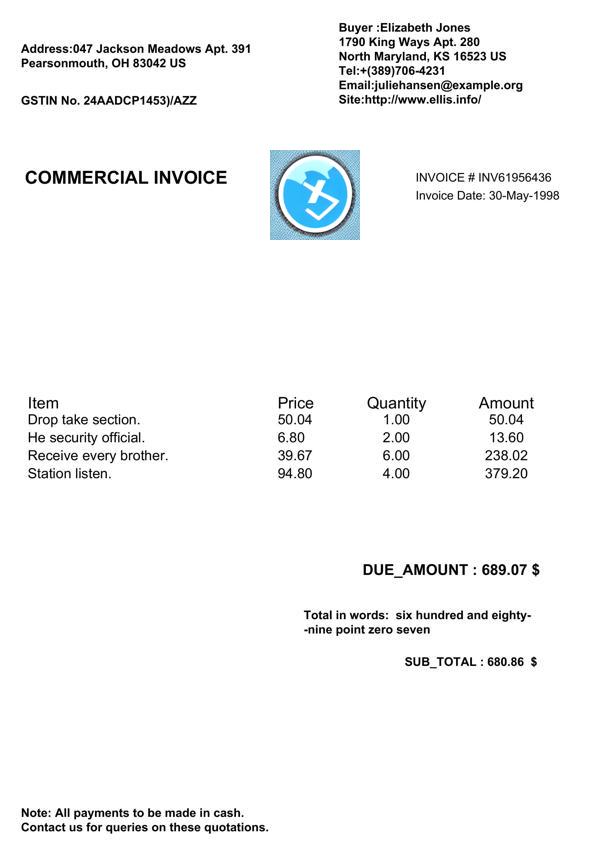 Address:047 Jackson Meadows Apt. 391
Pearsonmouth, OH 83042 US
GSTIN No. 24AADCP1453)/AZZ
Buyer :Elizabeth Jones
1790 King Ways Apt. 280
North Maryland, KS 16523 US
Tel:+(389)706-4231
Email:juliehansen@example.org
Site:http://www.ellis.info/
COMMERCIAL INVOICE
INVOICE # INV61956436
Invoice Date: 30-May-1998
Item Price Quantity Amount
Drop take section. 50.04 1.00 50.04
He security official. 6.80 2.00 13.60
Receive every brother. 39.67 6.00 238.02
Station listen. 94.80 4.00 379.20
DUE_AMOUNT : 689.07 $
Total in words: six hundred and eighty-
-nine point zero seven
SUB_TOTAL : 680.86 $
Note: All payments to be made in cash.
Contact us for queries on these quotations.